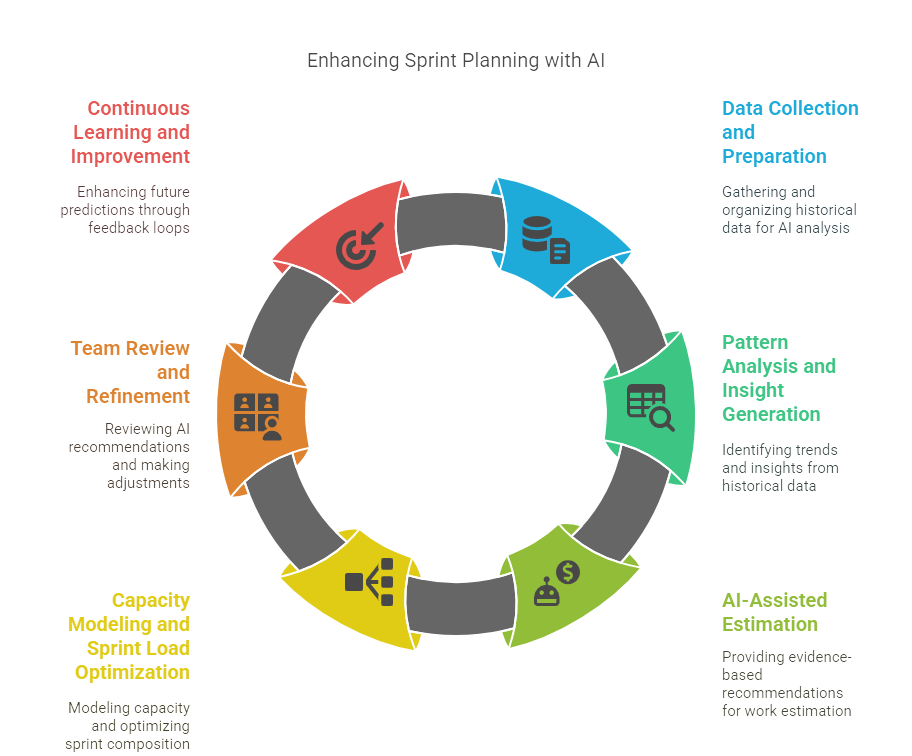 Enhancing Sprint Planning with AI
Continuous
Learning and
Improvement
Enhancing future
predictions through
feedback loops
Data Collection
and
Preparation
Gathering and
organizing historical
data for AI analysis
Team Review
and
Refinement
Reviewing AI
recommendations
and making
adjustments
Pattern
Analysis and
Insight
Generation
Identifying trends
and insights from
historical data
Capacity
Modeling and
Sprint Load
Optimization
Modeling capacity
and optimizing
sprint composition
AI-Assisted
Estimation
Providing evidence-
based
recommendations
for work estimation
$